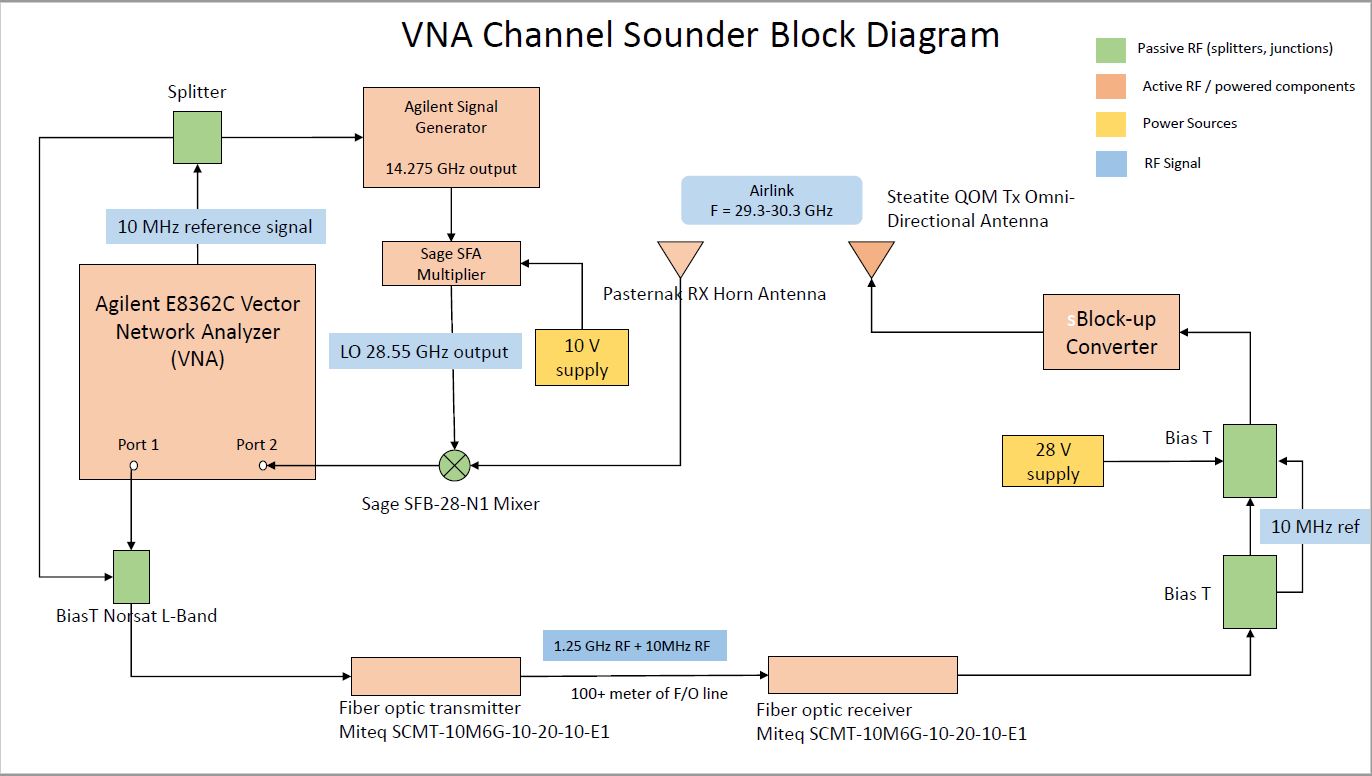 VNA Channel Sounder Block Diagram
Passive RF (splitters, junctions)
Active RF / powered components
Power Sources
RF Signal
Splitter
Agilent Signal
Generator
14.275 GHz output
10 MHz reference signal
Airlink
F = 29.3-30.3 GHz
Steatite QOM Tx Omni-
Directional Antenna
Sage SFA
Multiplier
Pasternak RX Horn Antenna
Agilent E8362C Vector
Network Analyzer
(VNA)
LO 28.55 GHz output
10 V
supply
sBlock-up
Converter
Port 1
Port 2
Sage SFB-28-N1 Mixer
Bias T
28 V
supply
10 MHz ref
Bias T
BiasT Norsat L-Band
1.25 GHz RF + 10MHz RF
100+ meter of F/O line
Fiber optic transmitter
Miteq SCMT-10M6G-10-20-10-E1
Fiber optic receiver
Miteq SCMT-10M6G-10-20-10-E1